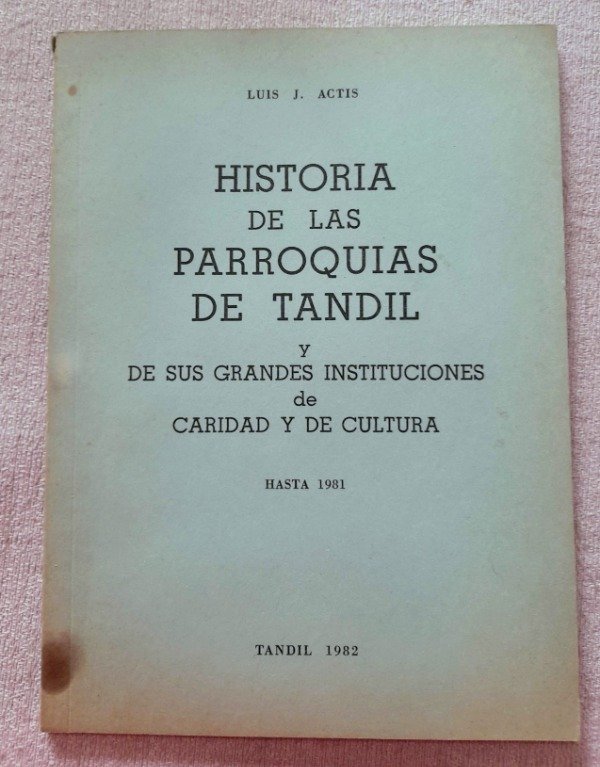 LUIS J. ACTIS
HISTORIA
DE LAS
PARROQUIAS
DE TANDIL
Y
DE SUS GRANDES INSTITUCIONES
de
CARIDAD Y DE CULTURA
HASTA 1981
TANDIL 1982